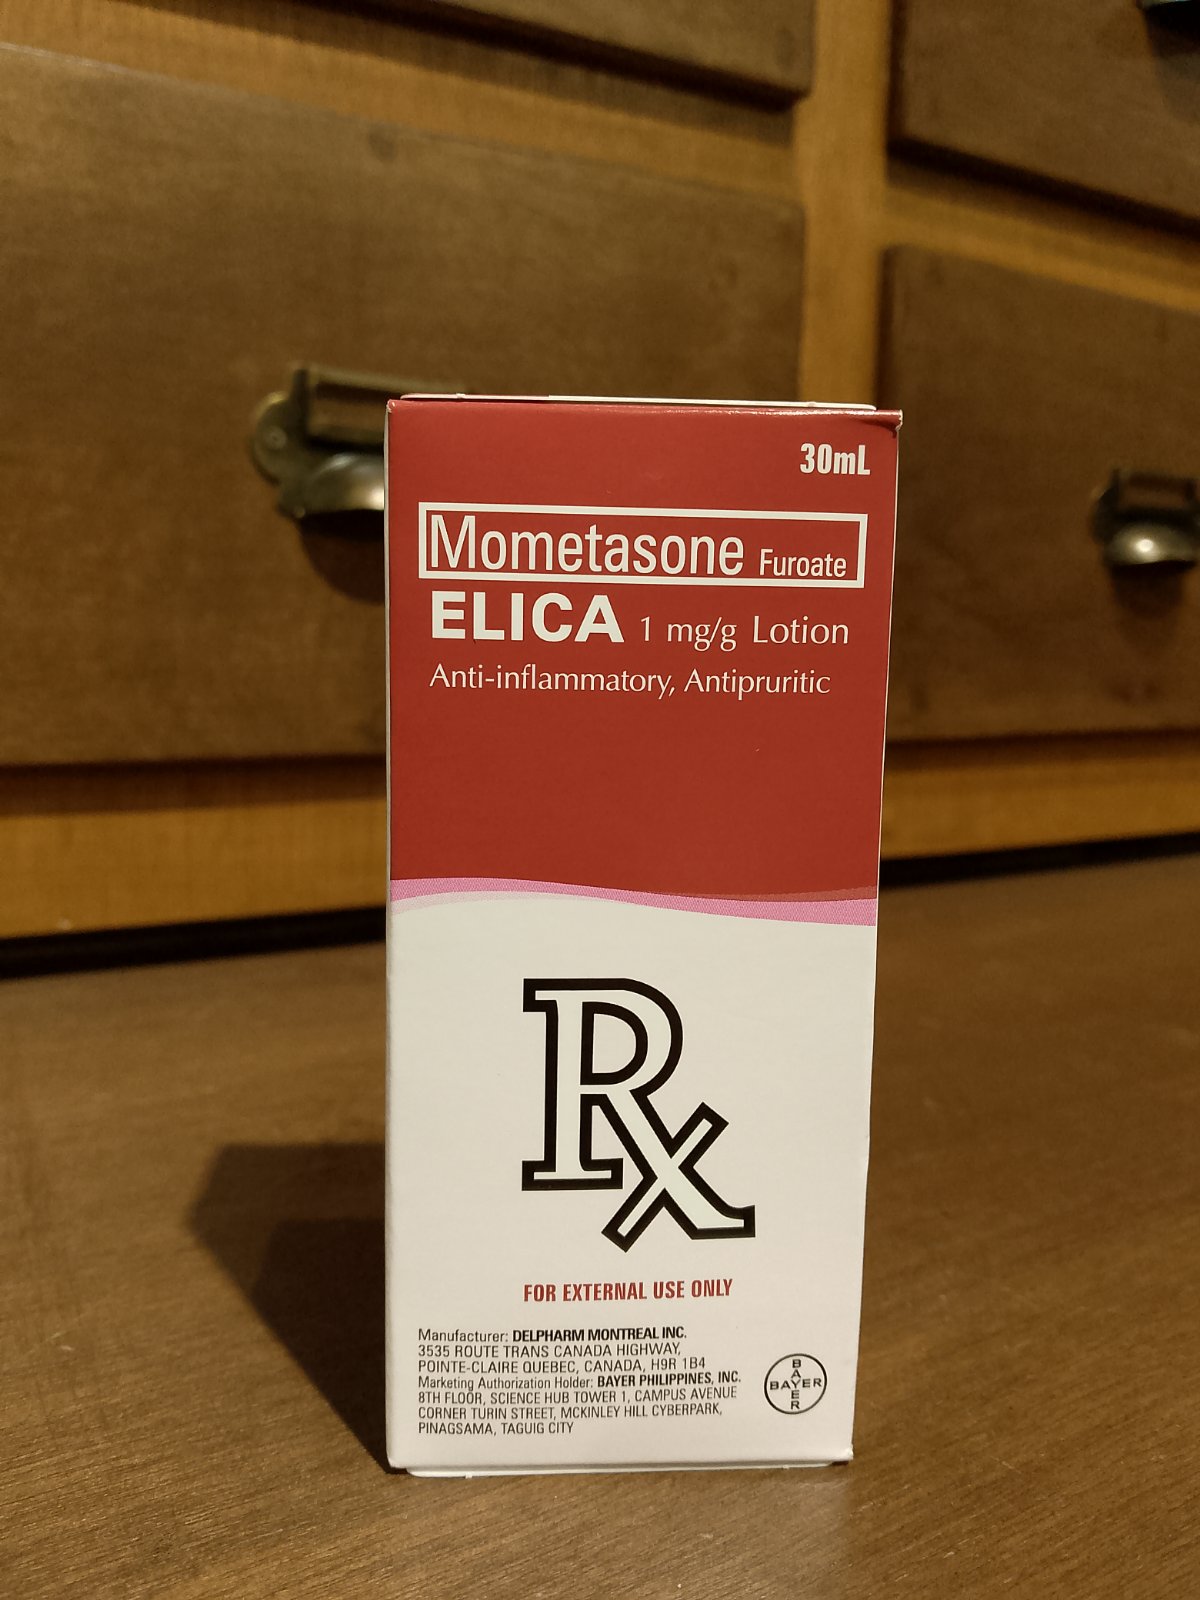 30mL
Mometasone Furoate
ELICA 1 mg/g Lotion
Anti-inflammatory, Antipruritic
Rx
FOR EXTERNAL USE ONLY
Manufacturer: DELPHARM MONTREAL INC.
3535 ROUTE TRANS CANADA HIGHWAY,
POINTE-CLAIRE QUEBEC, CANADA, H9R 1B4
Marketing Authorization Holder: BAYER PHILIPPINES, INC.
8TH FLOOR, SCIENCE HUB TOWER 1, CAMPUS AVENUE
CORNER TURIN STREET, MCKINLEY HILL CYBERPARK,
PINAGSAMA, TAGUIG CITY
BAYER
BAYER